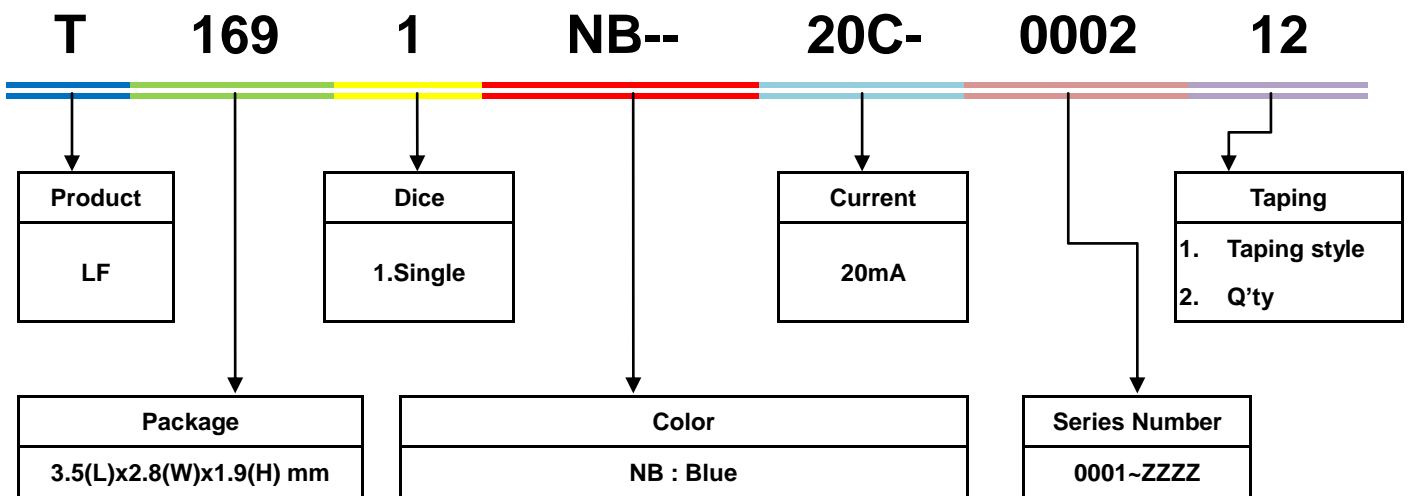 T 169 1 NB-- 20C- 0002 12
Product
LF
Dice
1.Single
Current
20mA
Taping
1. Taping style
2. Q’ty
Package
3.5(L)x2.8(W)x1.9(H) mm
Color
NB : Blue
Series Number
0001~ZZZZ